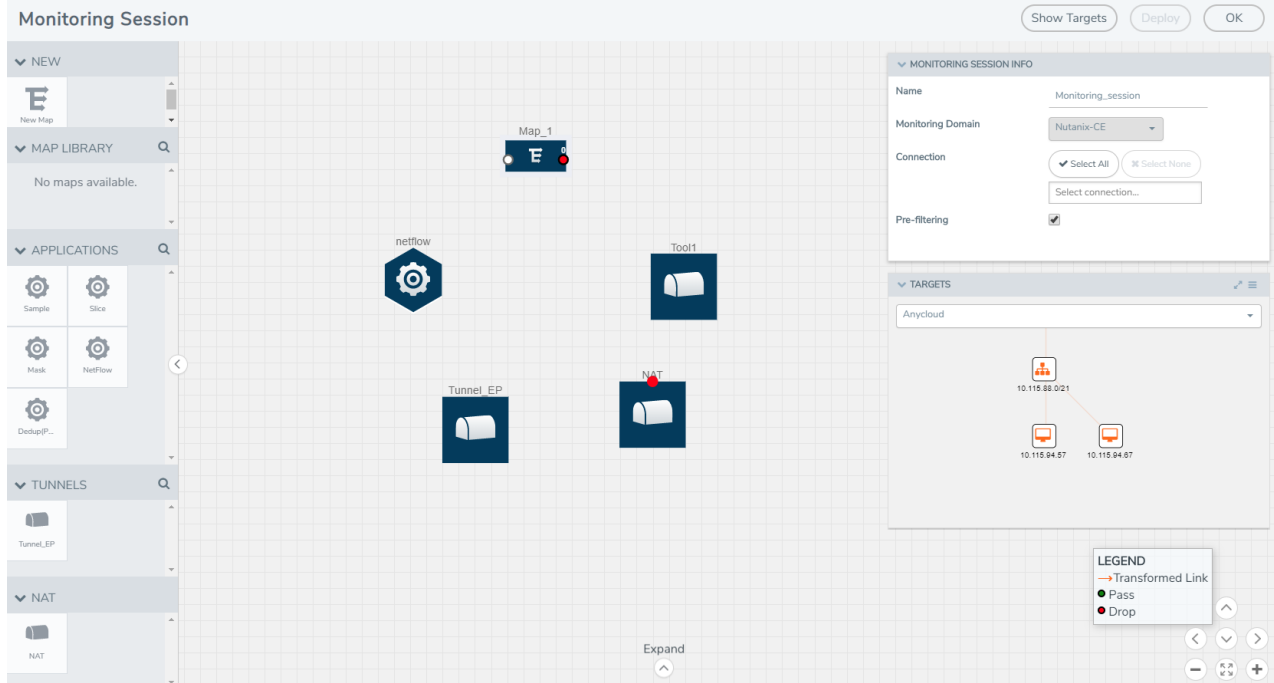 Monitoring Session
Show Targets
Deploy
OK
NEW
New Map
MAP LIBRARY
No maps available.
APPLICATIONS
Sample
Slice
Mask
NetFlow
Dedup(P...
TUNNELS
Tunnel_EP
NAT
NAT
Map_1
0
netflow
Tool1
Tunnel_EP
NAT
Expand
MONITORING SESSION INFO
Name
Monitoring_session
Monitoring Domain
Nutanix-CE
Connection
Select All
Select None
Select connection...
Pre-filtering
TARGETS
Anycloud
10.115.88.0/21
10.115.94.57
10.115.94.67
LEGEND
Transformed Link
Pass
Drop